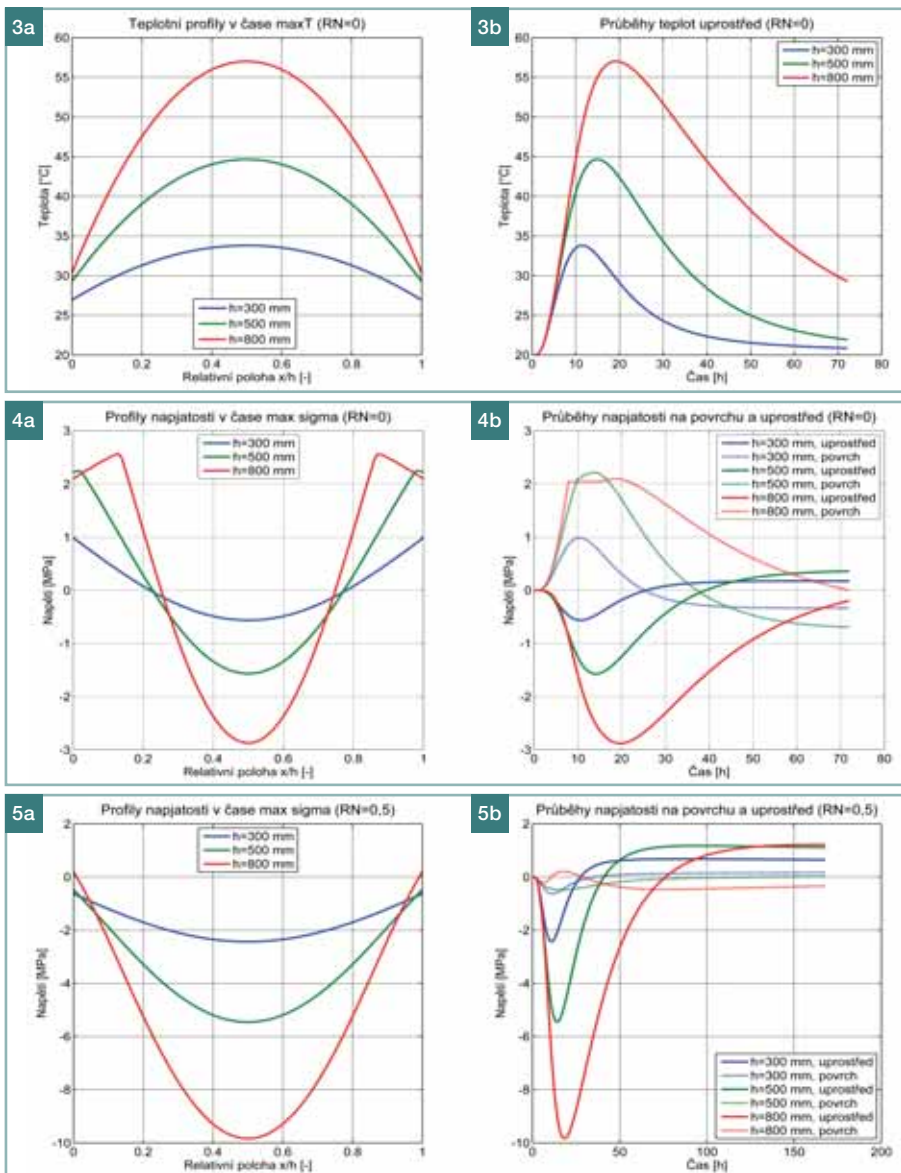 3a
Teplotní profily v čase maxT (RN=0)
60
55
50
45
40
35
30
25
20
Teplota [°C]
h=300 mm
h=500 mm
h=800 mm
0
0.2
0.4
0.6
0.8
1
Relativní poloha x/h [-]
3b
Průběhy teplot uprostřed (RN=0)
60
55
50
45
40
35
30
25
20
Teplota [°C]
h=300 mm
h=500 mm
h=800 mm
0
10
20
30
40
50
60
70
80
Čas [h]
4a
Profily napjatosti v čase max sigma (RN=0)
3
2
1
0
-1
-2
-3
Napětí [MPa]
h=300 mm
h=500 mm
h=800 mm
0
0.2
0.4
0.6
0.8
1
Relativní poloha x/h [-]
4b
Průběhy napjatosti na povrchu a uprostřed (RN=0)
3
2
1
0
-1
-2
-3
Napětí [MPa]
h=300 mm, uprostřed
h=300 mm, povrch
h=500 mm, uprostřed
h=500 mm, povrch
h=800 mm, uprostřed
h=800 mm, povrch
0
10
20
30
40
50
60
70
80
Čas [h]
5a
Profily napjatosti v čase max sigma (RN=0,5)
2
0
-2
-4
-6
-8
-10
Napětí [MPa]
h=300 mm
h=500 mm
h=800 mm
0
0.2
0.4
0.6
0.8
1
Relativní poloha x/h [-]
5b
Průběhy napjatosti na povrchu a uprostřed (RN=0,5)
2
0
-2
-4
-6
-8
-10
Napětí [MPa]
h=300 mm, uprostřed
h=300 mm, povrch
h=500 mm, uprostřed
h=500 mm, povrch
h=800 mm, uprostřed
h=800 mm, povrch
0
50
100
150
200
Čas [h]